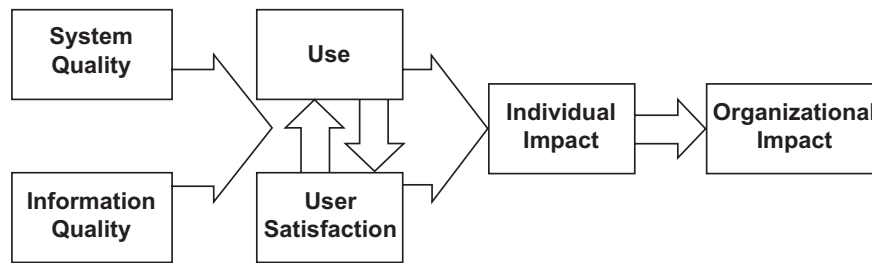 System
Quality
Use
Individual
Impact
Organizational
Impact
Information
Quality
User
Satisfaction